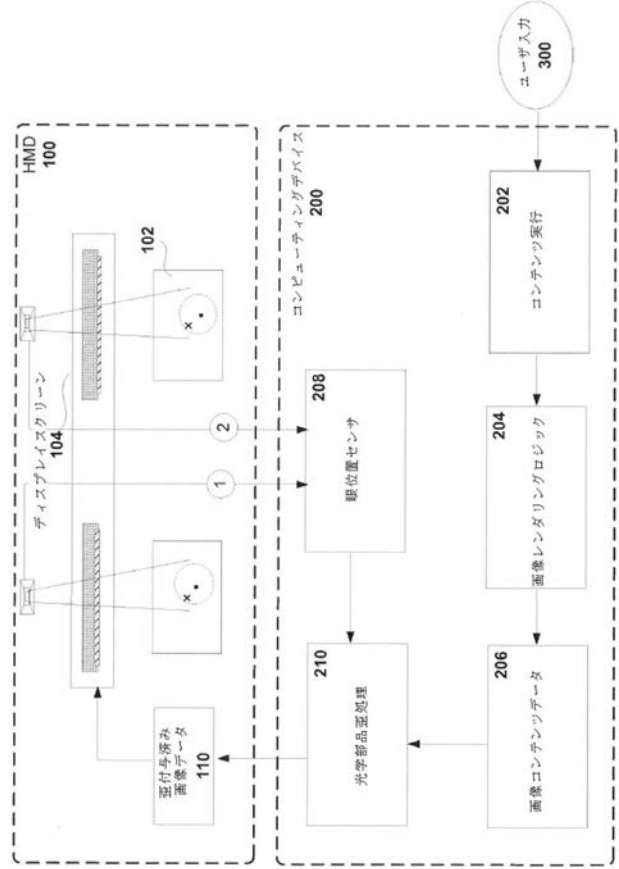 HMD
100
ディスプレイスクリーン
104
102
歪付与済み
画像データ
110
1
2
コンピューティングデバイス
200
眼位置センサ
208
光学部品歪処理
210
コンテンツ実行
202
画像レンダリングロジック
204
画像コンテンツデータ
206
ユーザ入力
300